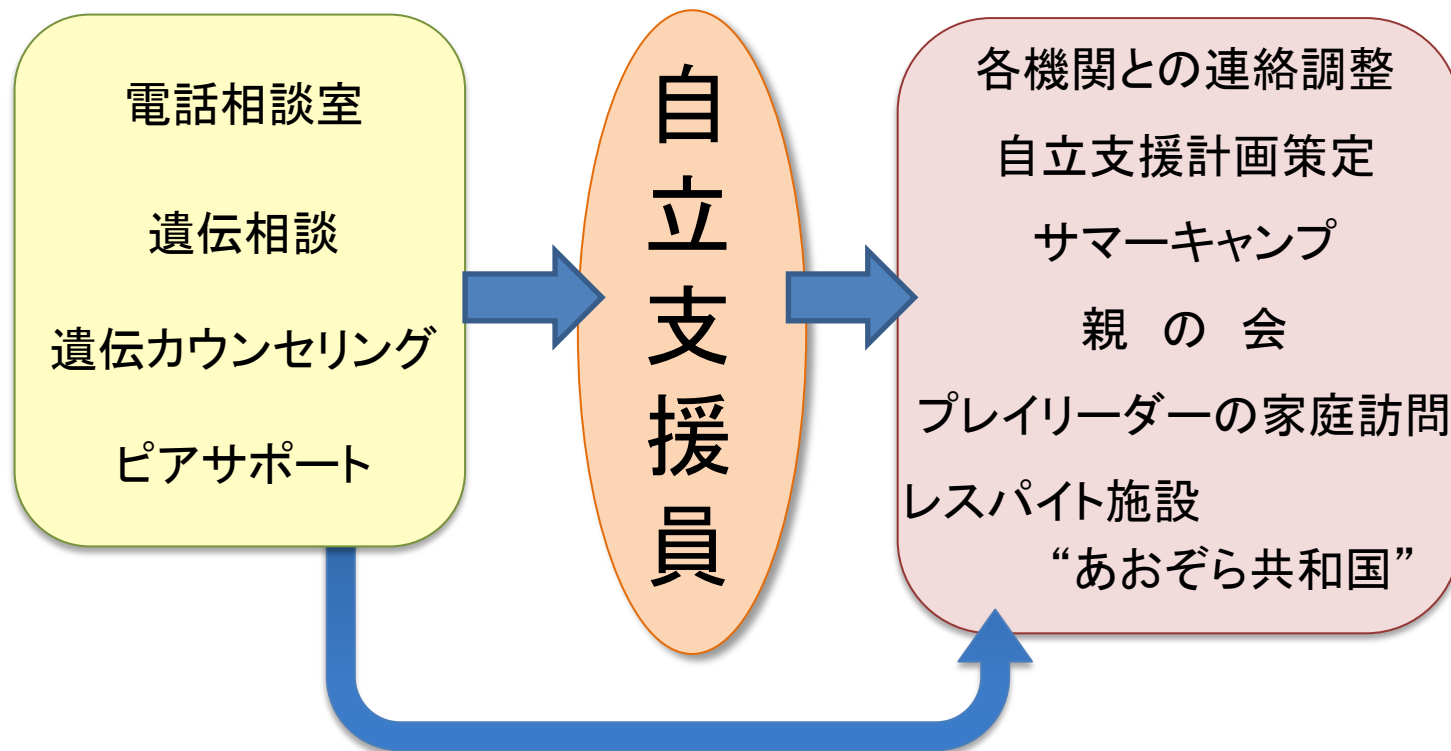 電話相談室
遺伝相談
遺伝カウンセリング
ピアサポート
自立支援員
各機関との連絡調整
自立支援計画策定
サマーキャンプ
親 の 会
プレイリーダーの家庭訪問
レスパイト施設
“あおぞら共和国”